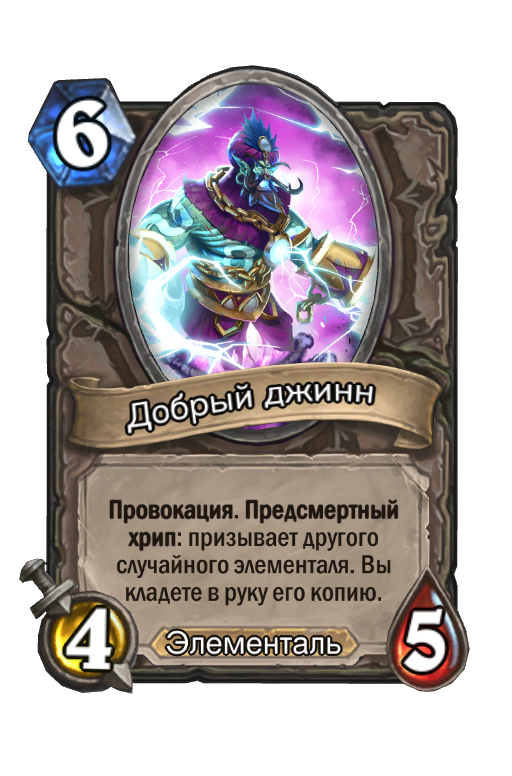 6
Добрый джинн
Провокация. Предсмертный
хрип: призывает другого
случайного элементаля. Вы
кладете в руку его копию.
4
Элементаль
5